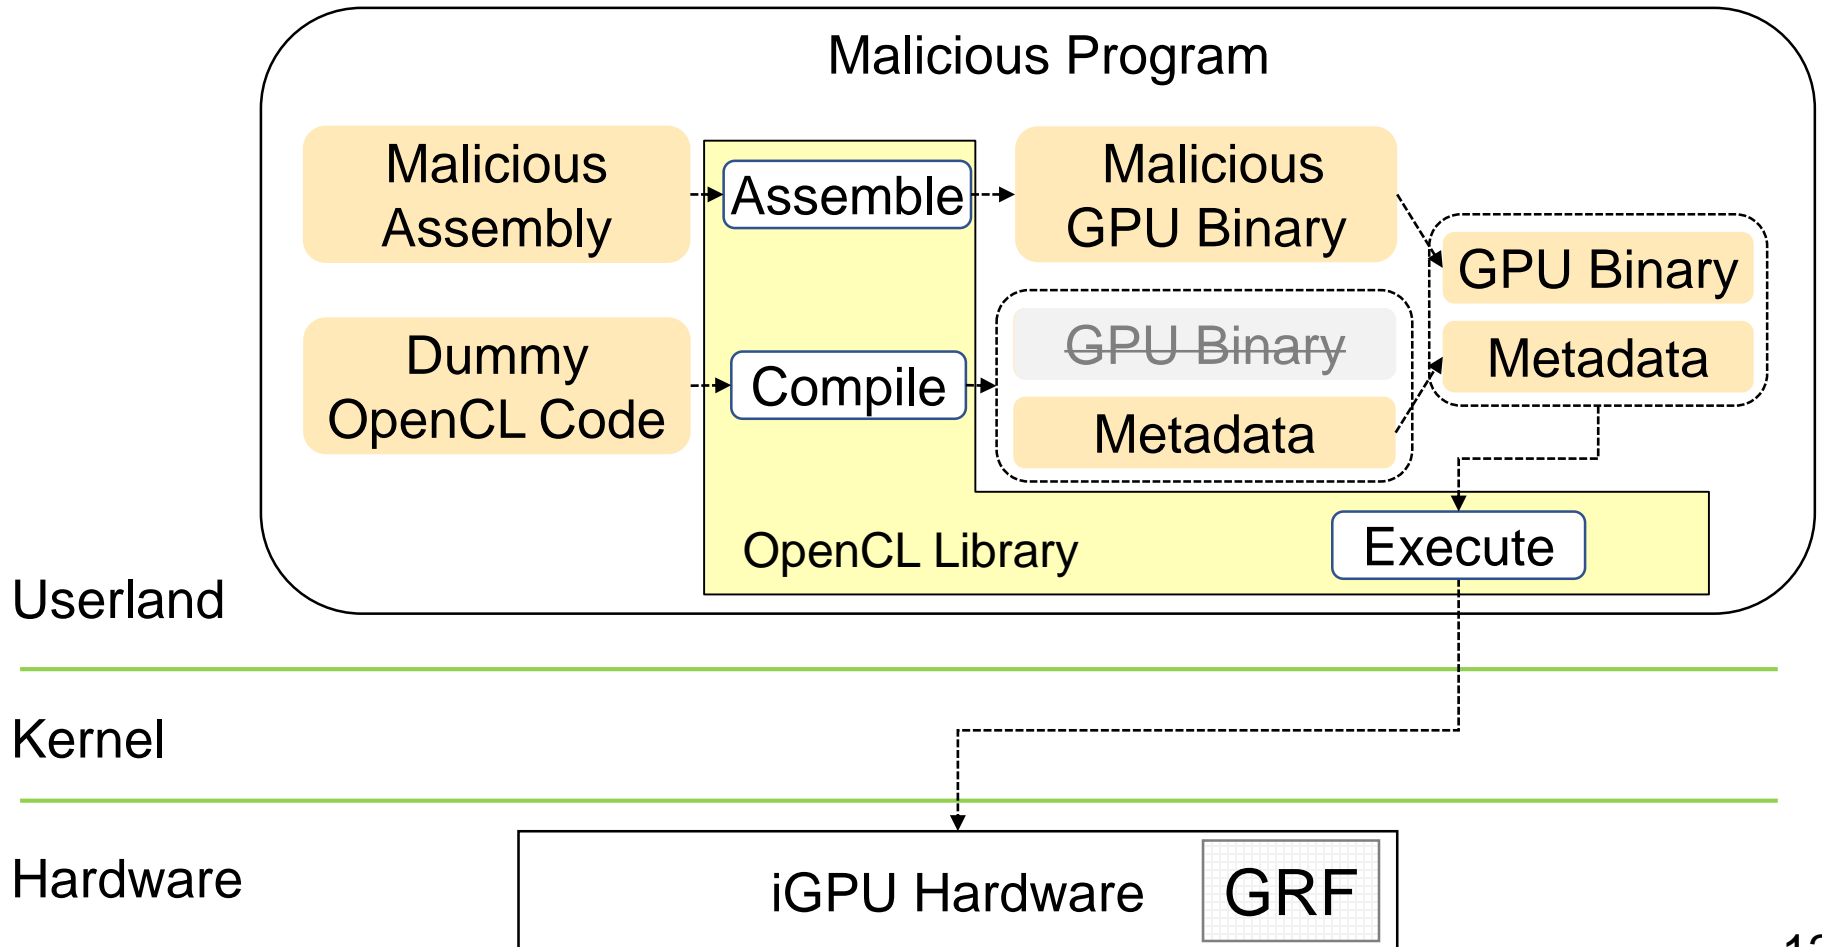 Malicious Program
Malicious
Assembly
Assemble
Malicious
GPU Binary
GPU Binary
Metadata
Dummy
OpenCL Code
Compile
GPU Binary
Metadata
OpenCL Library
Execute
Userland
Kernel
Hardware
iGPU Hardware
GRF